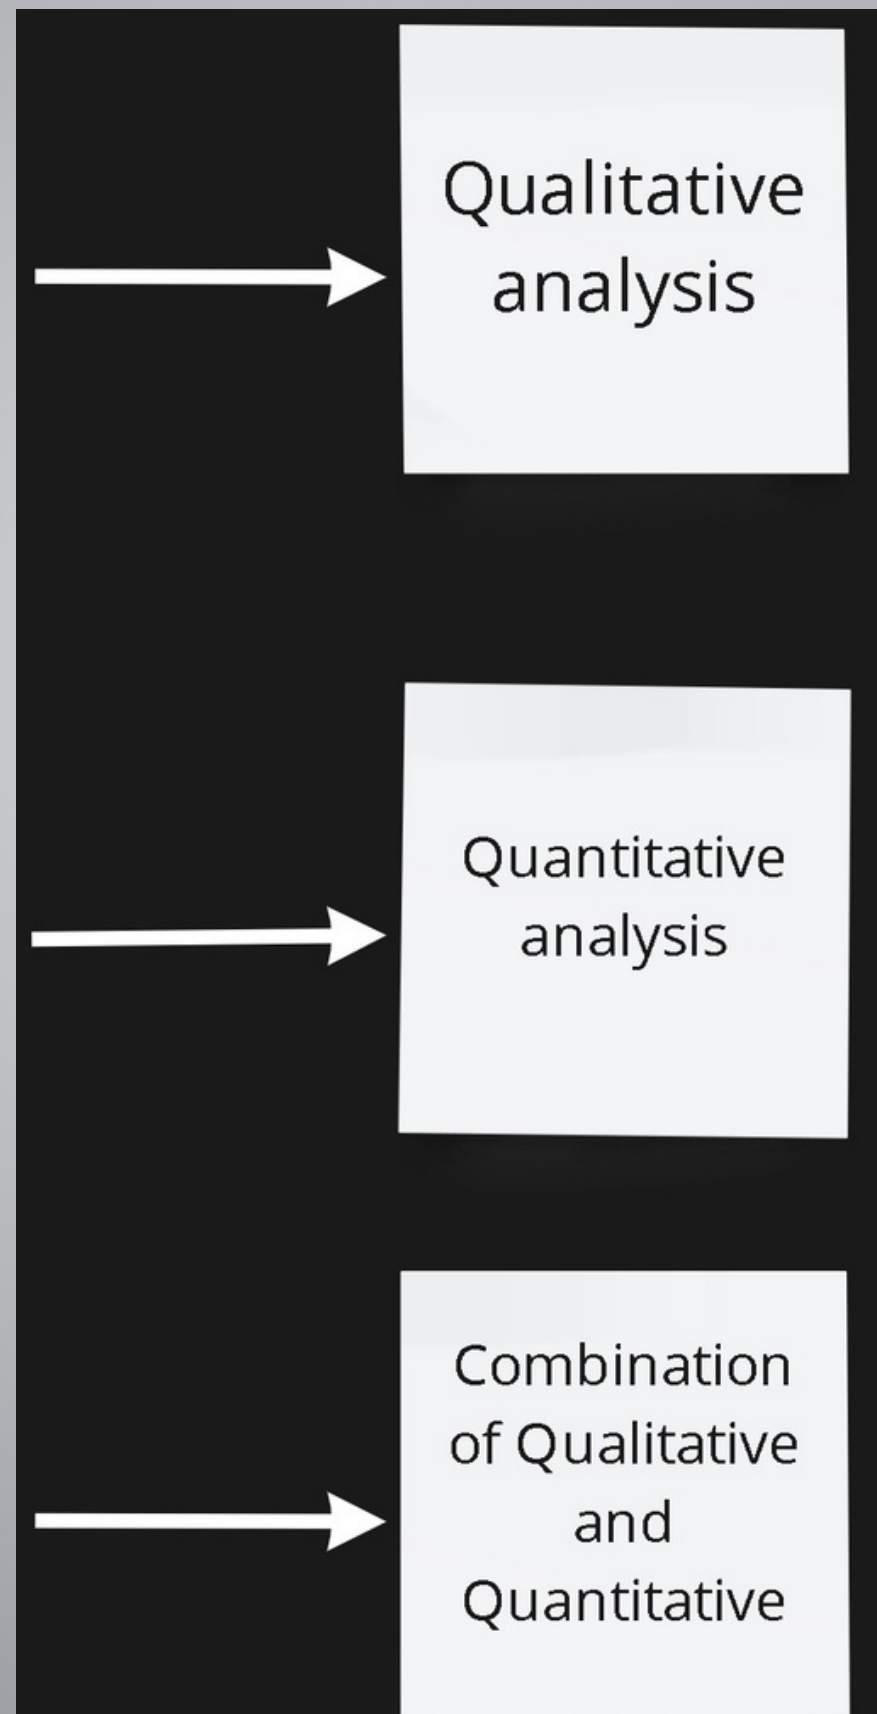 Qualitative
analysis
Quantitative
analysis
Combination
of Qualitative
and
Quantitative